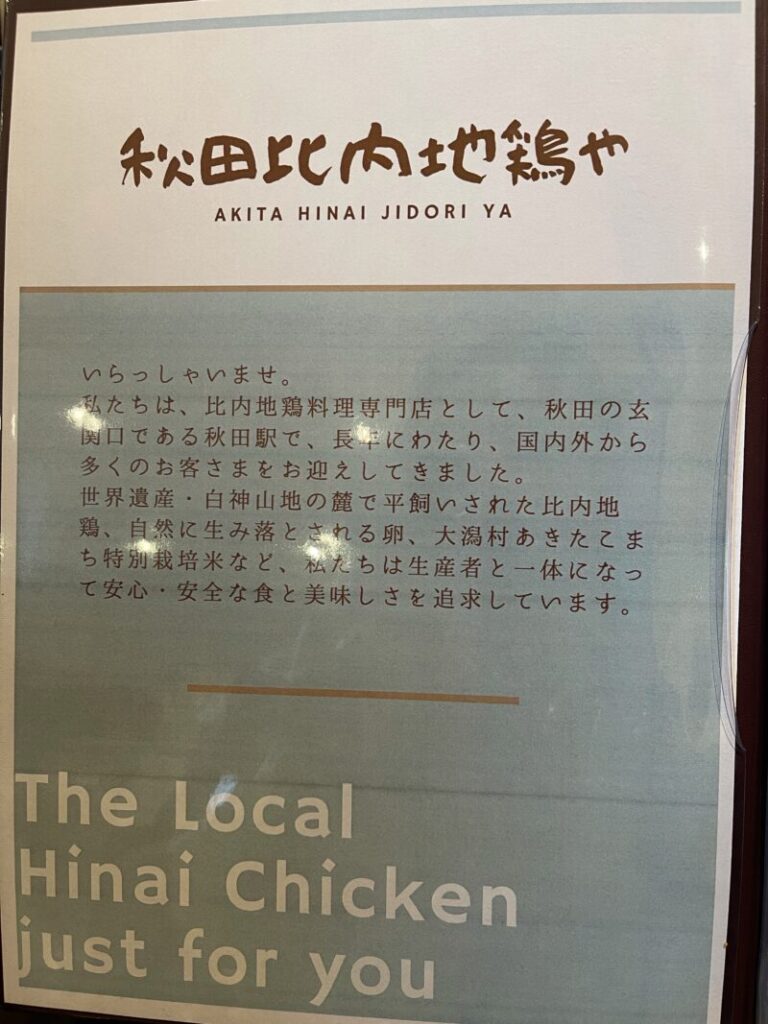 秋田比内地鶏や
AKITA HINAI JIDORI YA
いらっしゃいませ。
私たちは、比内地鶏料理専門店として、秋田の玄
関口である秋田駅で、長年にわたり、国内外から
多くのお客さまをお迎えしてきました。
世界遺産・白神山地の麓で平飼いされた比内地
鶏、自然に生み落とされる卵、大潟村あきたこま
ち特別栽培米など、私たちは生産者と一体になっ
て安心・安全な食と美味しさを追求しています。
The Local
Hinai Chicken
just for you